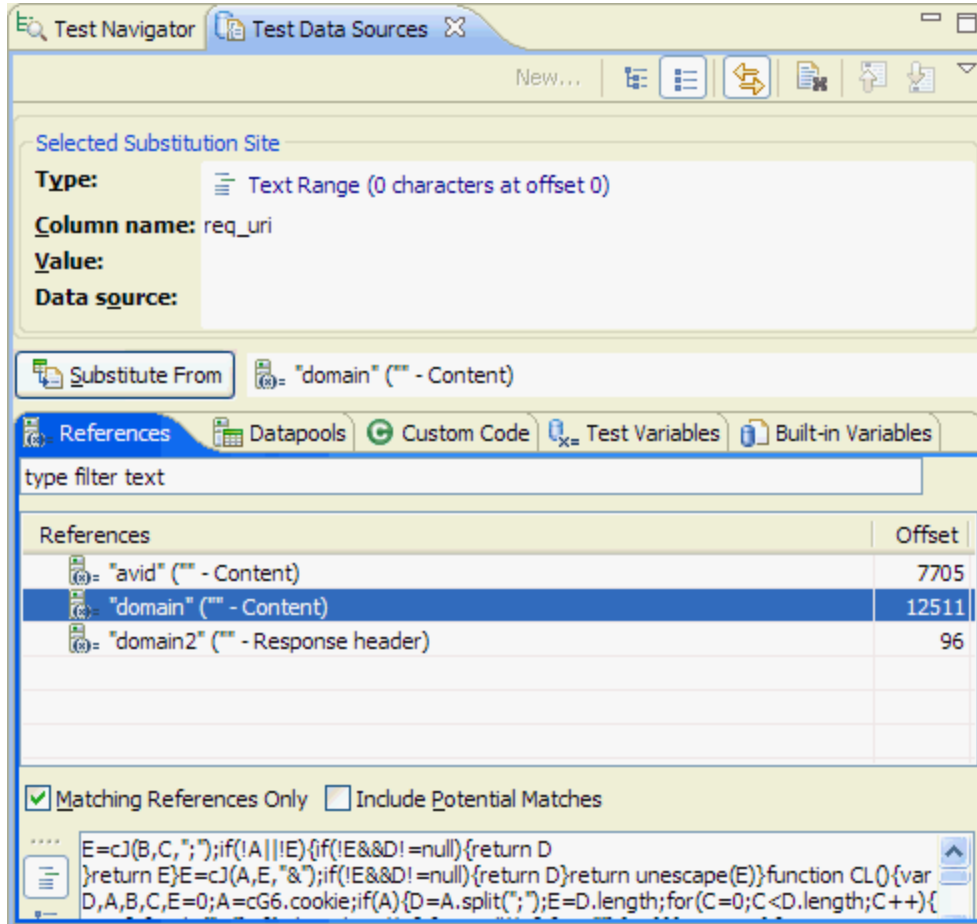 Test Navigator Test Data Sources
New...
Selected Substitution Site
Type: Text Range (0 characters at offset 0)
Column name: req_uri
Value:
Data source:
Substitute From "domain" ("" - Content)
References Datapools Custom Code Test Variables Built-in Variables
type filter text
References Offset
"avid" ("" - Content) 7705
"domain" ("" - Content) 12511
"domain2" ("" - Response header) 96
Matching References Only Include Potential Matches
E=cJ(B,C,";");if(!A||!E){if(!E&&D!=null){return D
}return E}E=cJ(A,E,"&");if(!E&&D!=null){return D}return unescape(E)}function CL(){var
D,A,B,C,E=0;A=cG6.cookie;if(A){D=A.split(";");E=D.length;for(C=0;C<D.length;C++){